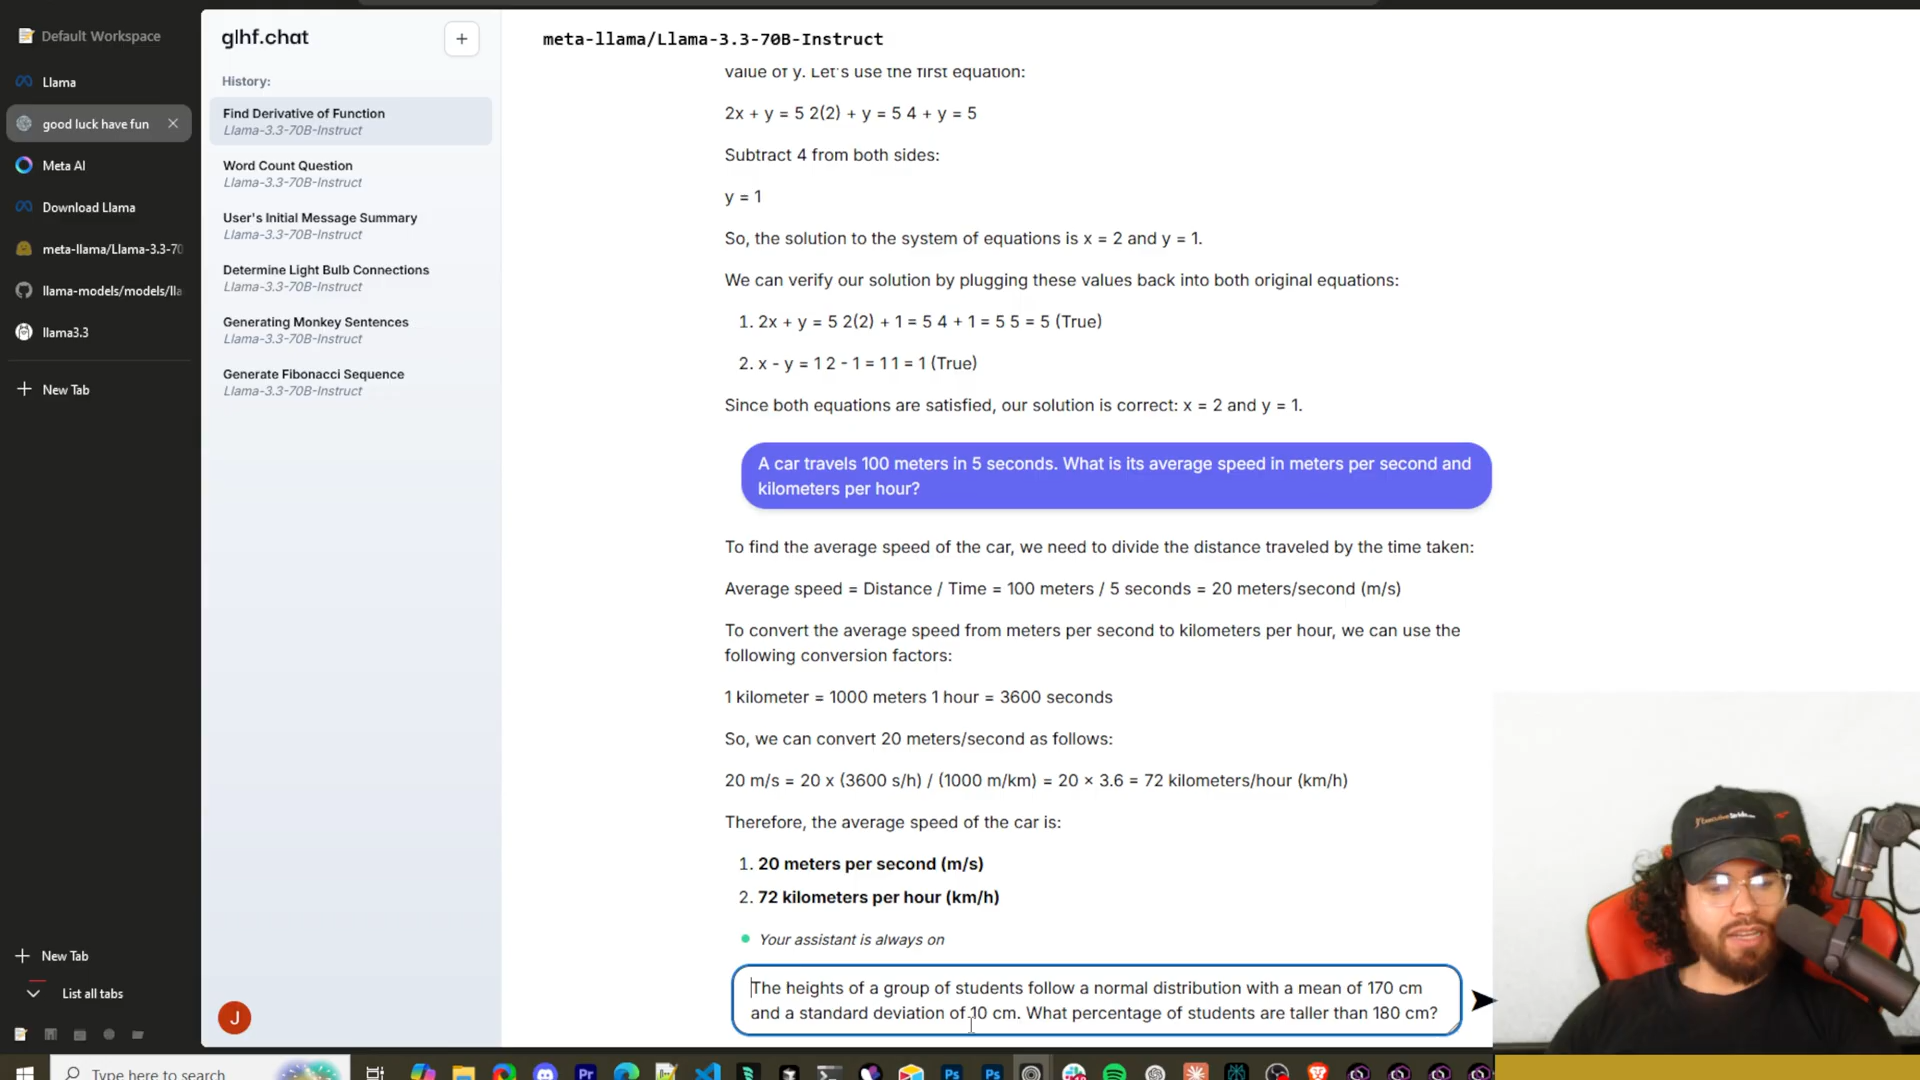 Default Workspace
Llama
good luck have fun
Meta AI
Download Llama
meta-llama/Llama-3.3-70
llama-models/models/lla
llama3.3
New Tab
New Tab
List all tabs
glhf.chat
History:
Find Derivative of Function
Llama-3.3-70B-Instruct
Word Count Question
Llama-3.3-70B-Instruct
User's Initial Message Summary
Llama-3.3-70B-Instruct
Determine Light Bulb Connections
Llama-3.3-70B-Instruct
Generating Monkey Sentences
Llama-3.3-70B-Instruct
Generate Fibonacci Sequence
Llama-3.3-70B-Instruct
J
meta-llama/Llama-3.3-70B-Instruct
value of y. Let's use the first equation:
2x + y = 5 2(2) + y = 5 4 + y = 5
Subtract 4 from both sides:
y = 1
So, the solution to the system of equations is x = 2 and y = 1.
We can verify our solution by plugging these values back into both original equations:
1. 2x + y = 5 2(2) + 1 = 5 4 + 1 = 5 5 = 5 (True)
2. x - y = 1 2 - 1 = 1 1 = 1 (True)
Since both equations are satisfied, our solution is correct: x = 2 and y = 1.
A car travels 100 meters in 5 seconds. What is its average speed in meters per second and
kilometers per hour?
To find the average speed of the car, we need to divide the distance traveled by the time taken:
Average speed = Distance / Time = 100 meters / 5 seconds = 20 meters/second (m/s)
To convert the average speed from meters per second to kilometers per hour, we can use the
following conversion factors:
1 kilometer = 1000 meters 1 hour = 3600 seconds
So, we can convert 20 meters/second as follows:
20 m/s = 20 x (3600 s/h) / (1000 m/km) = 20 × 3.6 = 72 kilometers/hour (km/h)
Therefore, the average speed of the car is:
1. 20 meters per second (m/s)
2. 72 kilometers per hour (km/h)
Your assistant is always on
The heights of a group of students follow a normal distribution with a mean of 170 cm
and a standard deviation of 10 cm. What percentage of students are taller than 180 cm?
Type here to search
Pr
Ps
Ps